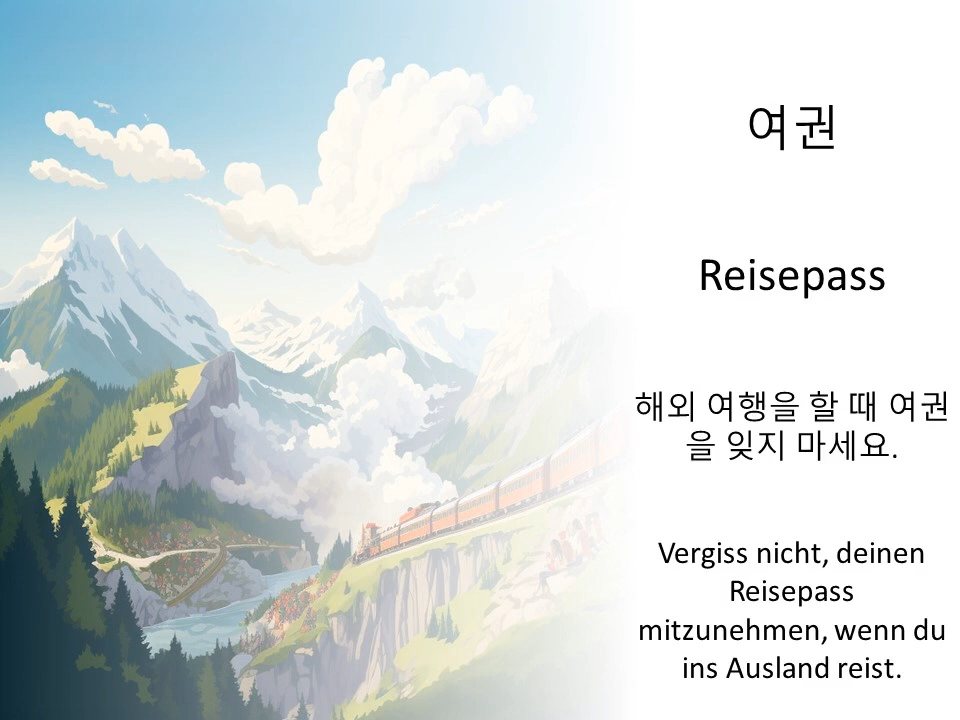 여권
Reisepass
해외 여행을 할 때 여권
을 잊지 마세요.
Vergiss nicht, deinen
Reisepass
mitzunehmen, wenn du
ins Ausland reist.